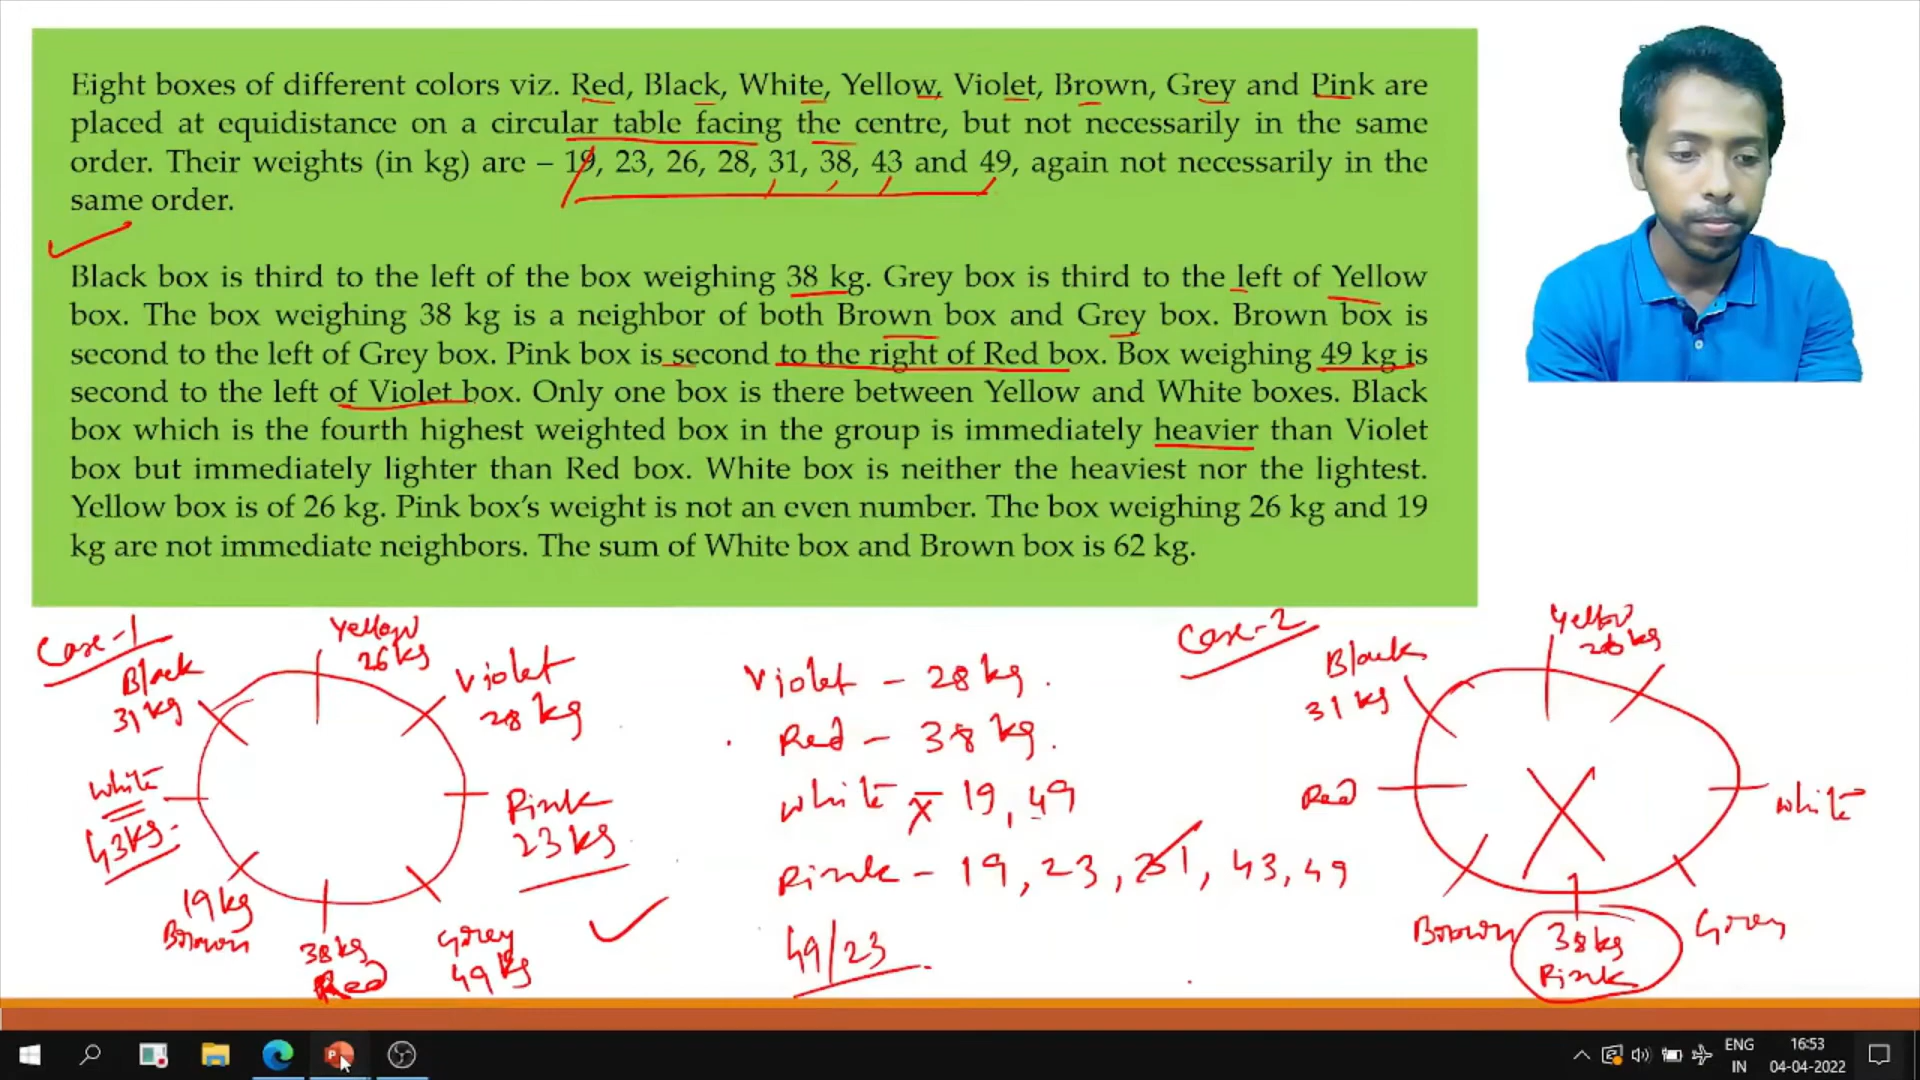 Eight boxes of different colors viz. Red, Black, White, Yellow, Violet, Brown, Grey and Pink are
placed at equidistance on a circular table facing the centre, but not necessarily in the same
order. Their weights (in kg) are – 19, 23, 26, 28, 31, 38, 43 and 49, again not necessarily in the
same order.
Black box is third to the left of the box weighing 38 kg. Grey box is third to the left of Yellow
box. The box weighing 38 kg is a neighbor of both Brown box and Grey box. Brown box is
second to the left of Grey box. Pink box is second to the right of Red box. Box weighing 49 kg is
second to the left of Violet box. Only one box is there between Yellow and White boxes. Black
box which is the fourth highest weighted box in the group is immediately heavier than Violet
box but immediately lighter than Red box. White box is neither the heaviest nor the lightest.
Yellow box is of 26 kg. Pink box's weight is not an even number. The box weighing 26 kg and 19
kg are not immediate neighbors. The sum of White box and Brown box is 62 kg.
Case-1
Yellow
26 kg
Black
31 kg
Violet
28 kg
White
43 kg
Pink
23 kg
19 kg
Brown
38 kg
Red
Grey
49 kg
Violet - 28 kg
Red - 38 kg
White x 19, 49
Pink - 19, 23, 31, 43, 49
49/23
Case-2
Yellow
26 kg
Black
31 kg
Red
White
Brown
38 kg
Pink
Grey
ENG
IN
16:53
04-04-2022